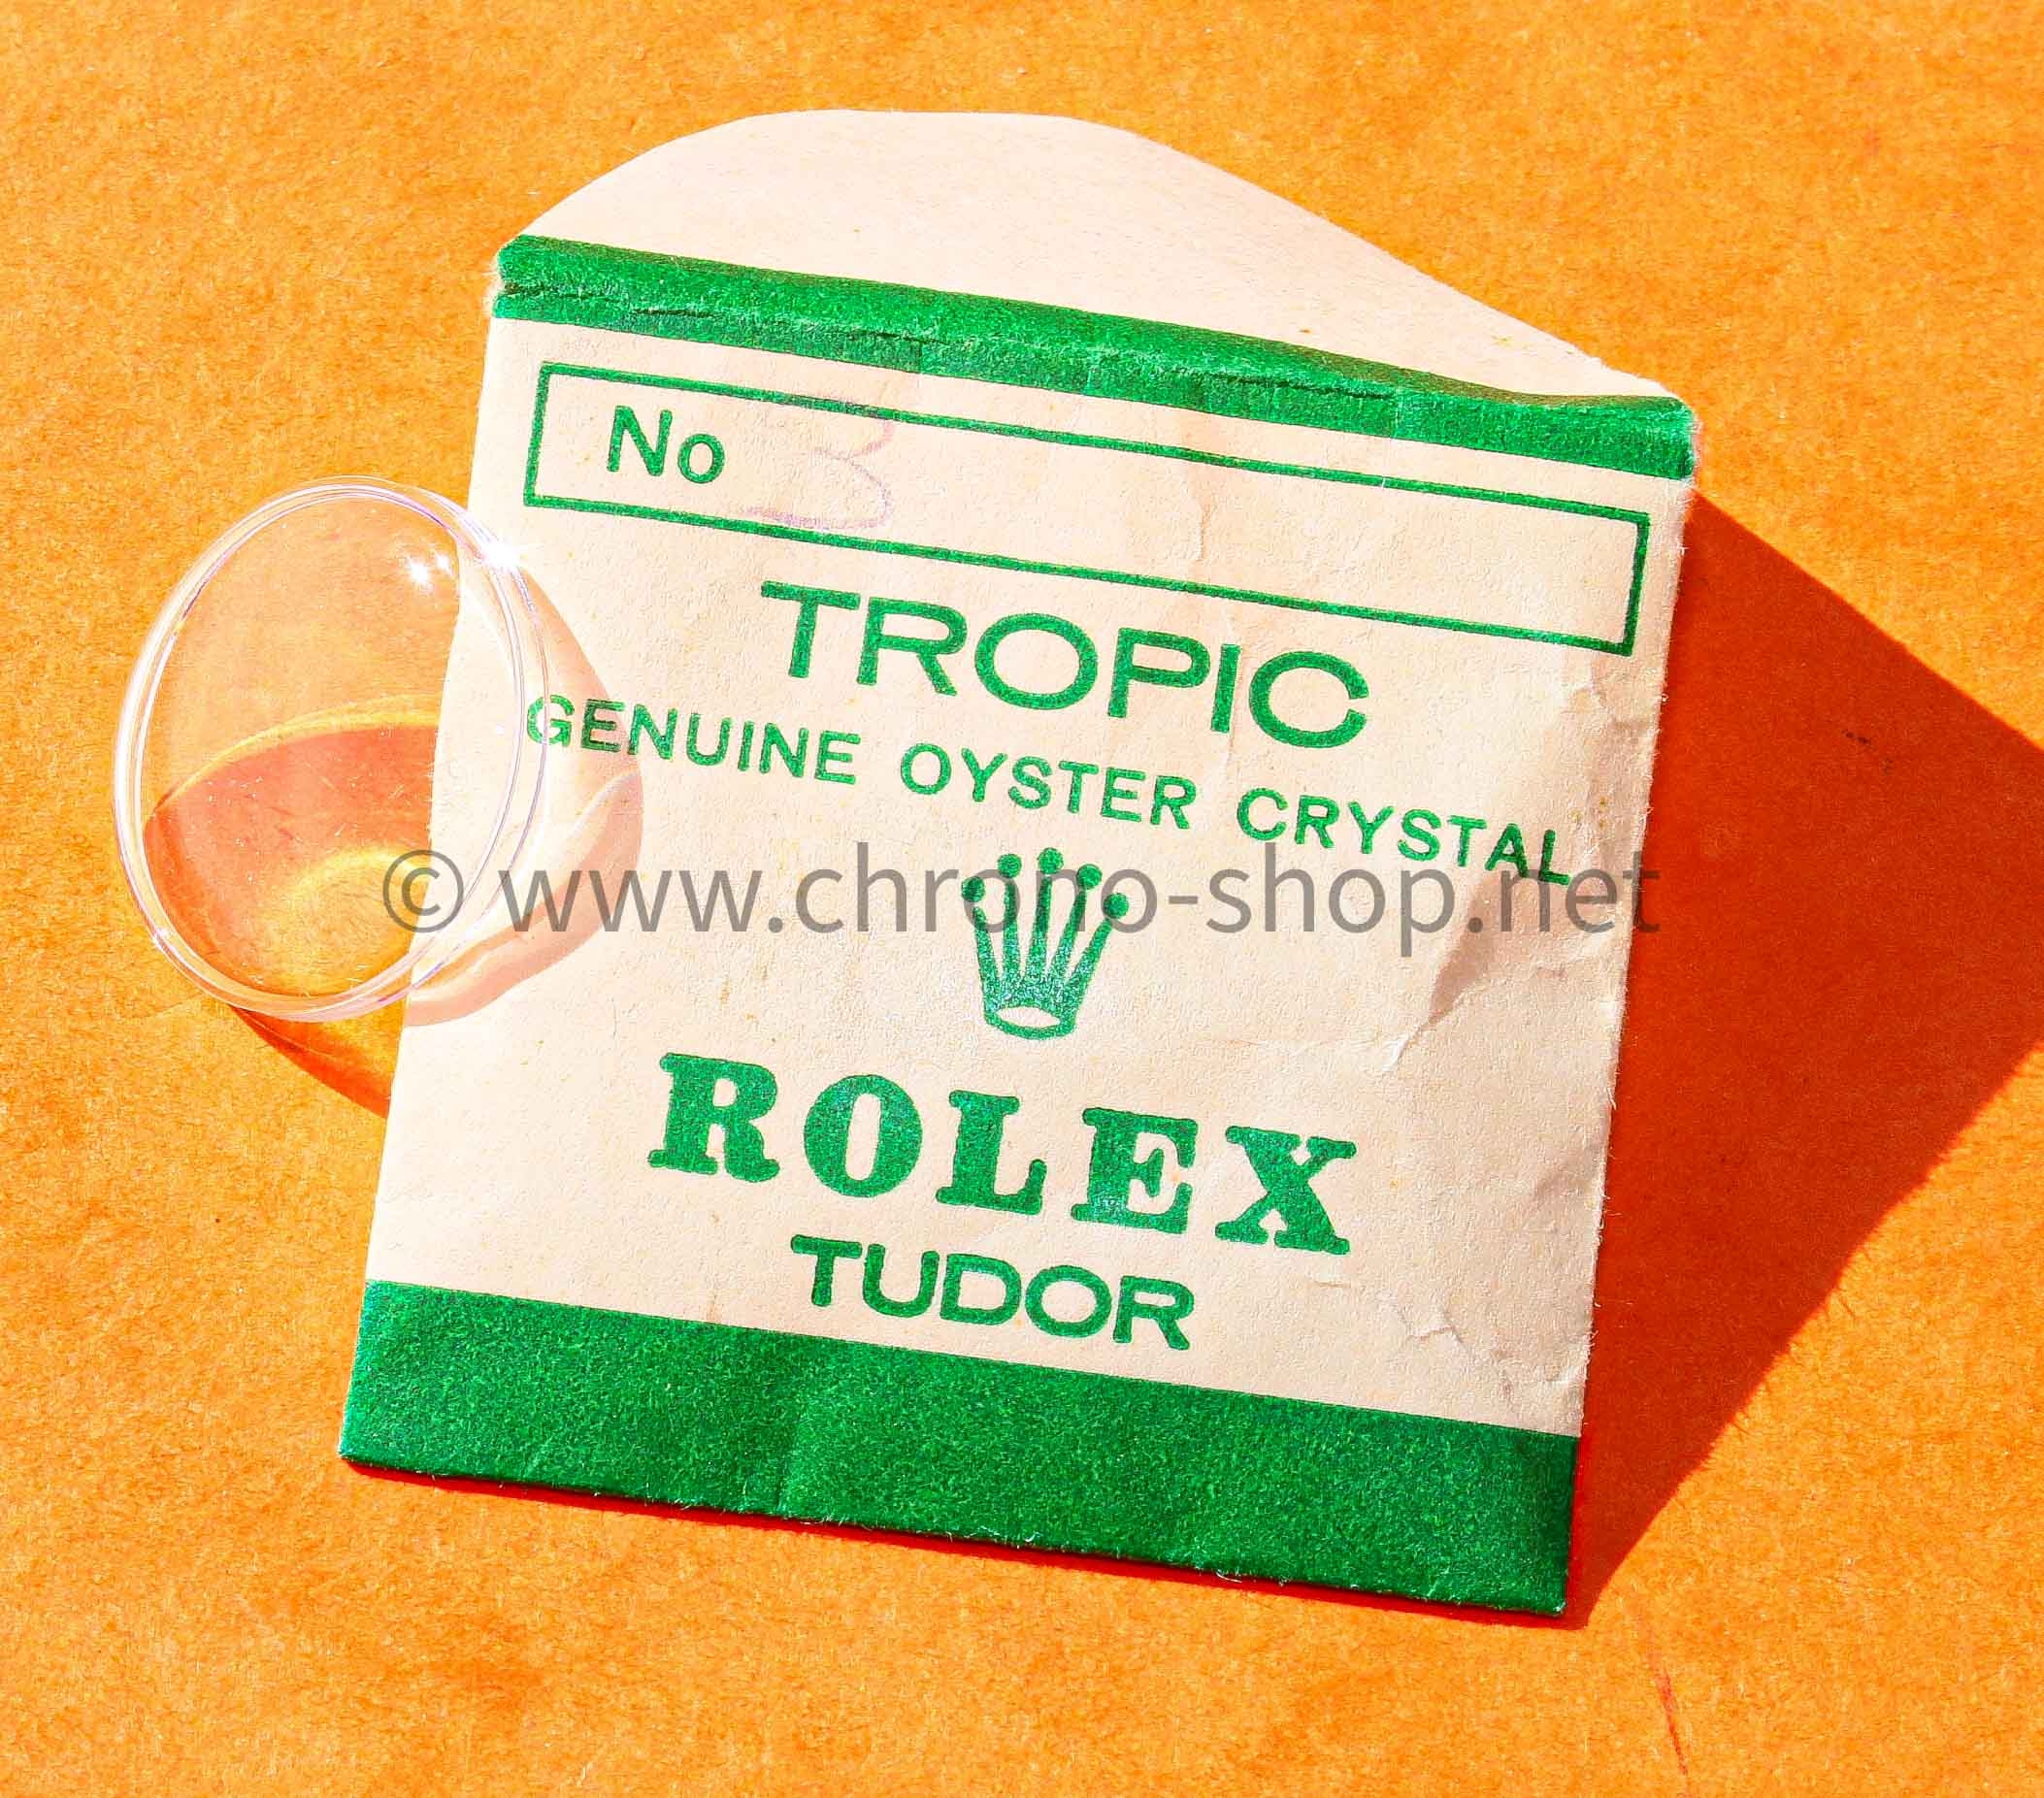 No 3
TROPIC
GENUINE OYSTER CRYSTAL
© www.chrono-shop.net
ROLEX
TUDOR